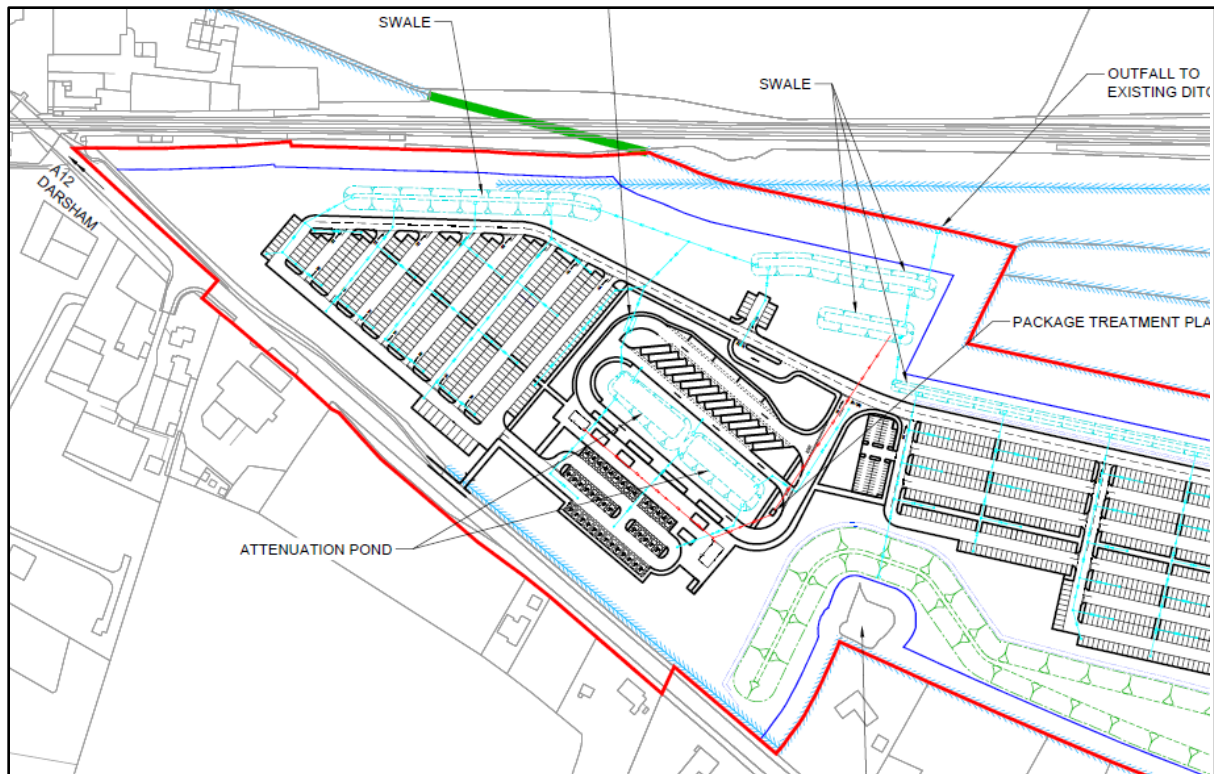 SWALE
SWALE
OUTFALL TO
EXISTING DITC
A12
DARSHAM
PACKAGE TREATMENT PLA
ATTENUATION POND